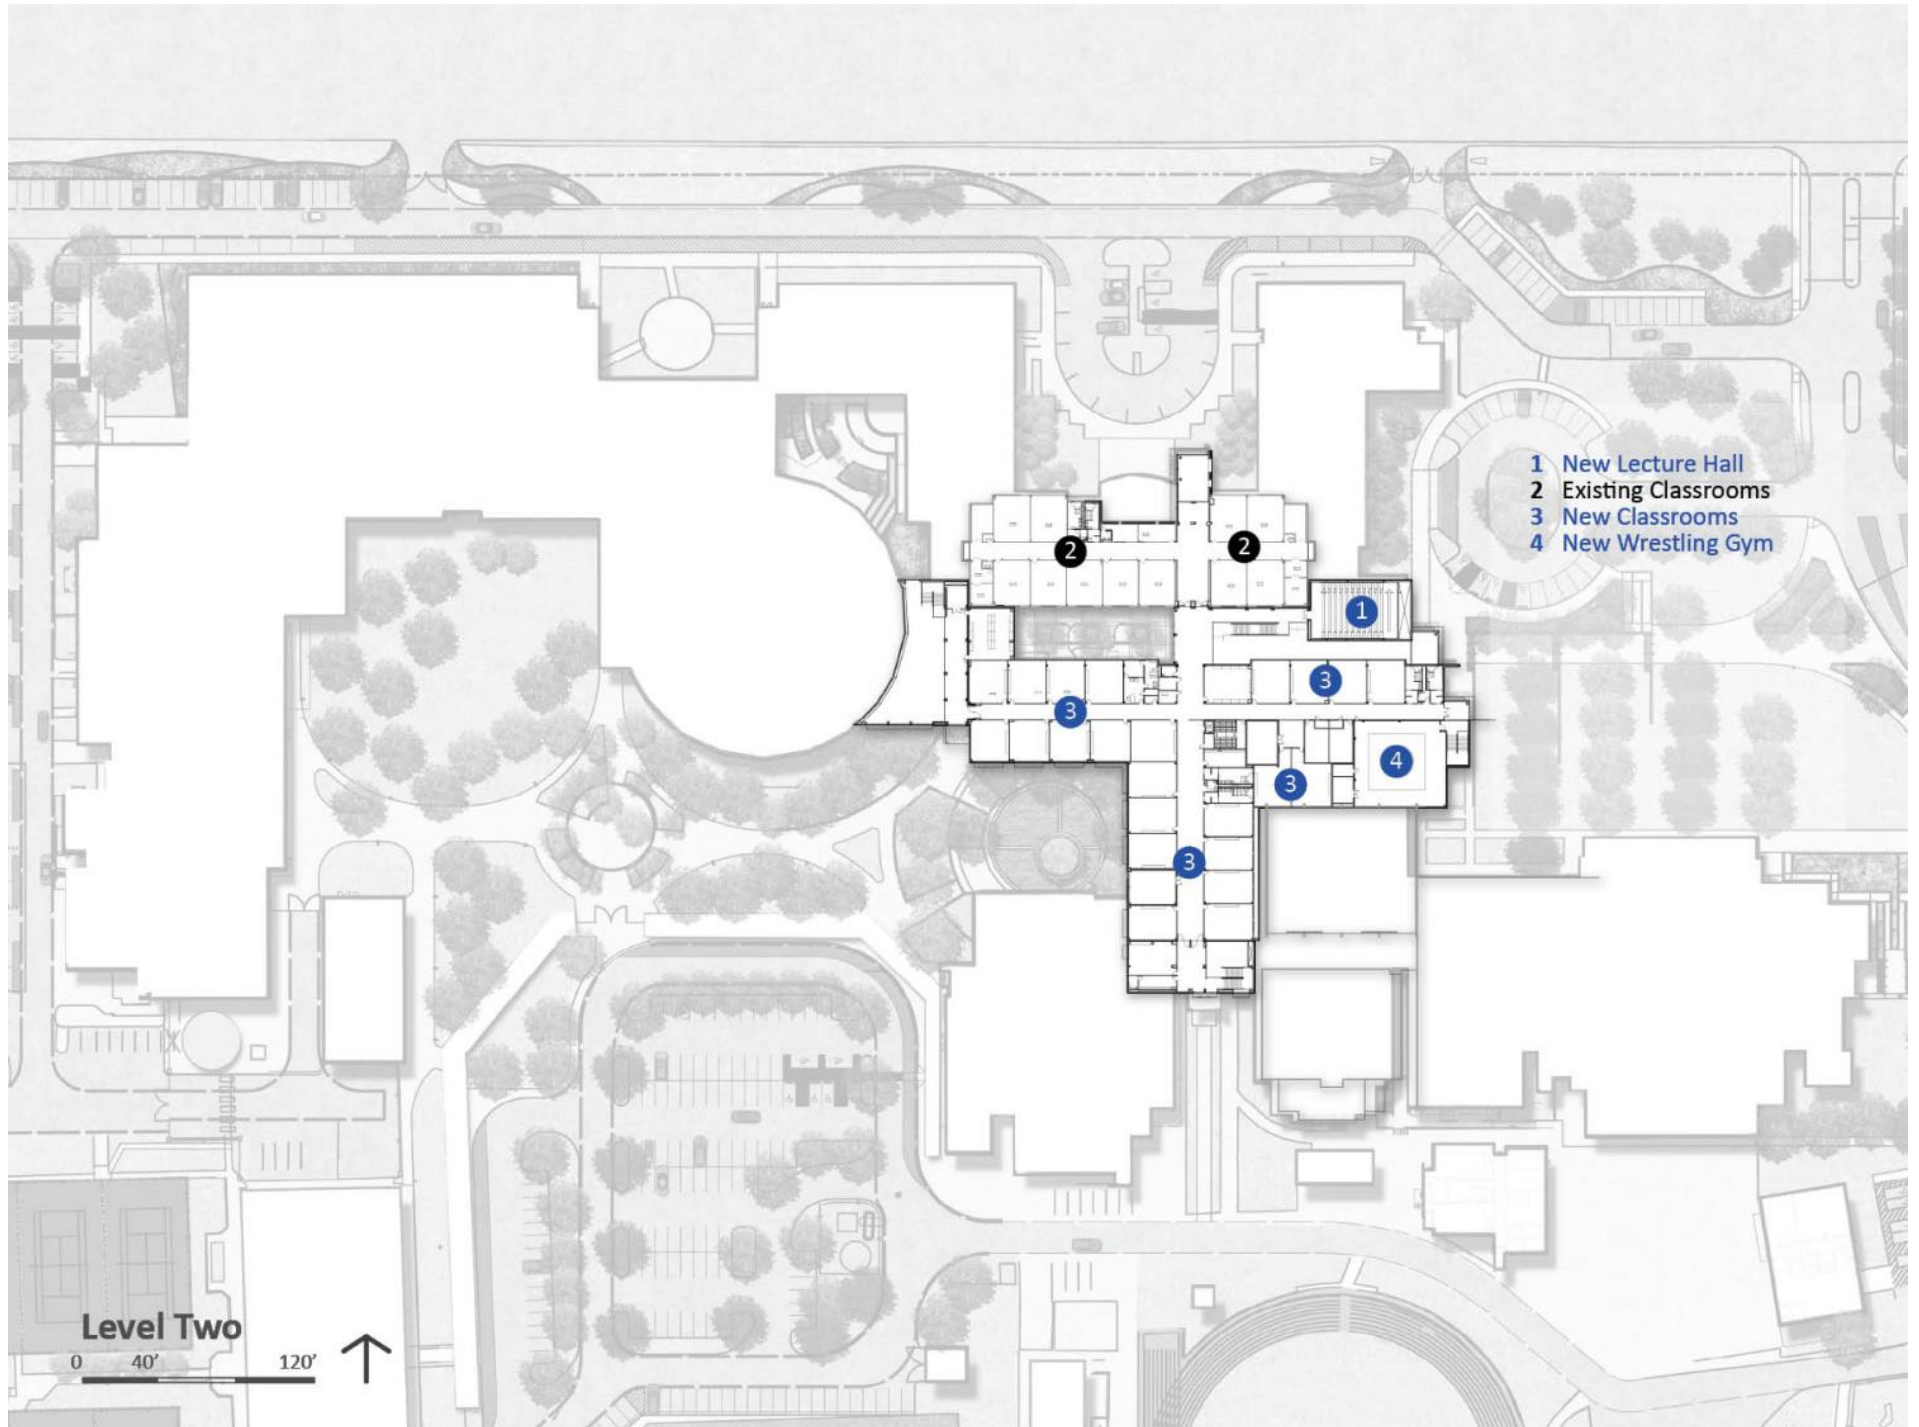 1 New Lecture Hall
2 Existing Classrooms
3 New Classrooms
4 New Wrestling Gym
2
2
1
3
3
4
3
3
Level Two
0 40' 120'